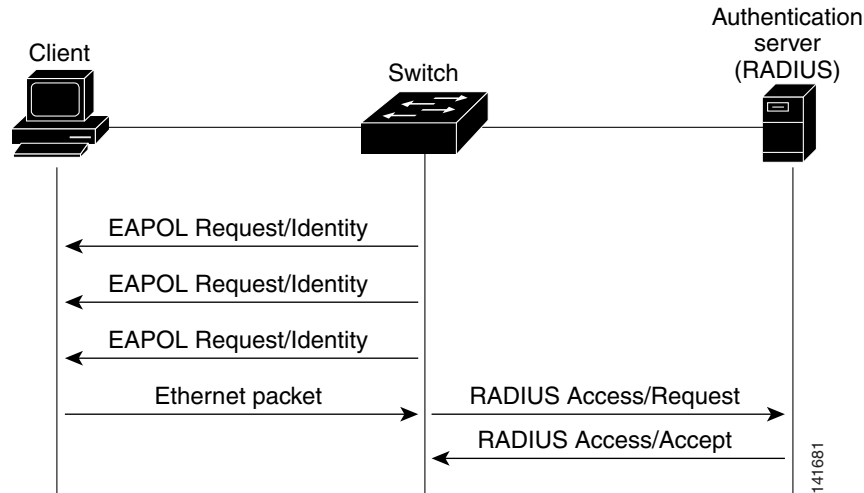 Client
Switch
Authentication
server
(RADIUS)
EAPOL Request/Identity
EAPOL Request/Identity
EAPOL Request/Identity
Ethernet packet
RADIUS Access/Request
RADIUS Access/Accept
141681